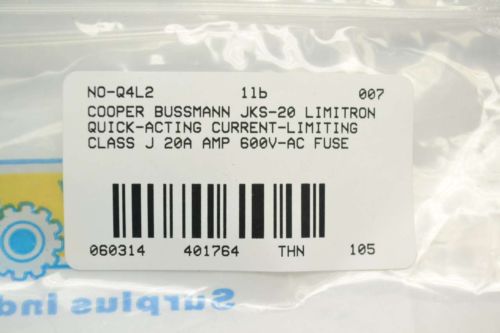 NO-Q4L2 11b 007
COOPER BUSSMANN JKS-20 LIMITRON
QUICK-ACTING CURRENT-LIMITING
CLASS J 20A AMP 600V-AC FUSE
060314 401764 THN 105
Surplus ind